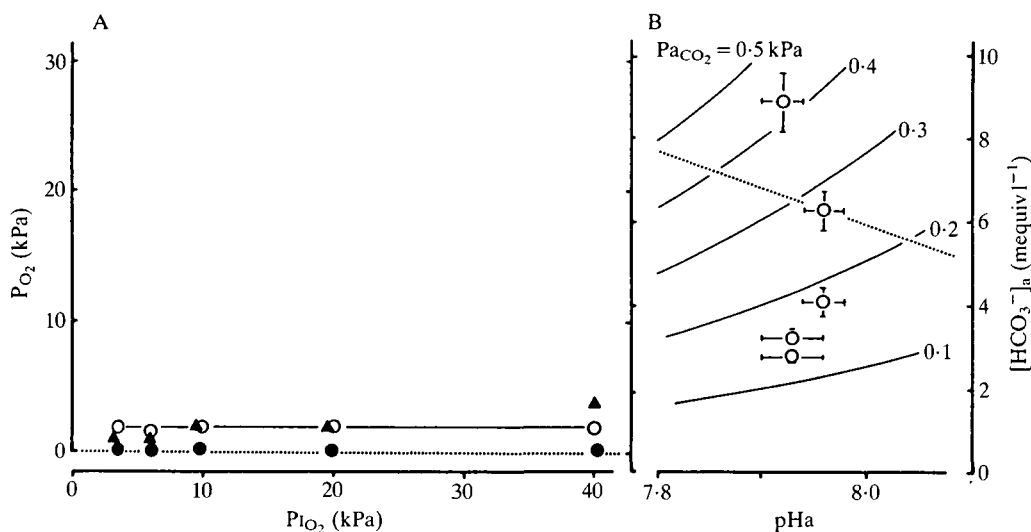 A
30
20
10
0
P_O₂ (kPa)
0 10 20 30 40
P_IO₂ (kPa)
B
Pa_CO₂ = 0·5 kPa
0·4
0·3
0·2
0·1
10
8
6
4
2
0
[HCO₃⁻]ₐ (mequiv l⁻¹)
7·8 8·0
pHa